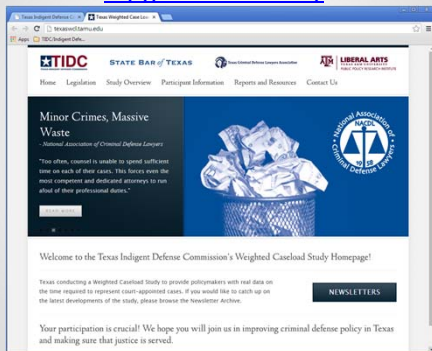 Texas Indigent Defense C
Texas Weighted Case Loa
texaswcl.tamu.edu
Apps
TIDC/Indigent Defe...
TIDC
STATE BAR of TEXAS
Texas Criminal Defense Lawyers Association
ATM LIBERAL ARTS
TEXAS A&M UNIVERSITY
PUBLIC POLICY RESEARCH INSTITUTE
Home Legislation Study Overview Participant Information Reports and Resources Contact Us
Minor Crimes, Massive
Waste
- National Association of Criminal Defense Lawyers
"Too often, counsel is unable to spend sufficient
time on each of their cases. This forces even the
most competent and dedicated attorneys to run
afoul of their professional duties."
READ MORE
National Association of
Criminal Defense Lawyers
NACDL
1958
Welcome to the Texas Indigent Defense Commission's Weighted Caseload Study Homepage!
Texas conducting a Weighted Caseload Study to provide policymakers with real data on
the time required to represent court-appointed cases. If you would like to catch up on
the latest developments of the study, please browse the Newsletter Archive.
NEWSLETTERS
Your participation is crucial! We hope you will join us in improving criminal defense policy in Texas
and making sure that justice is served.